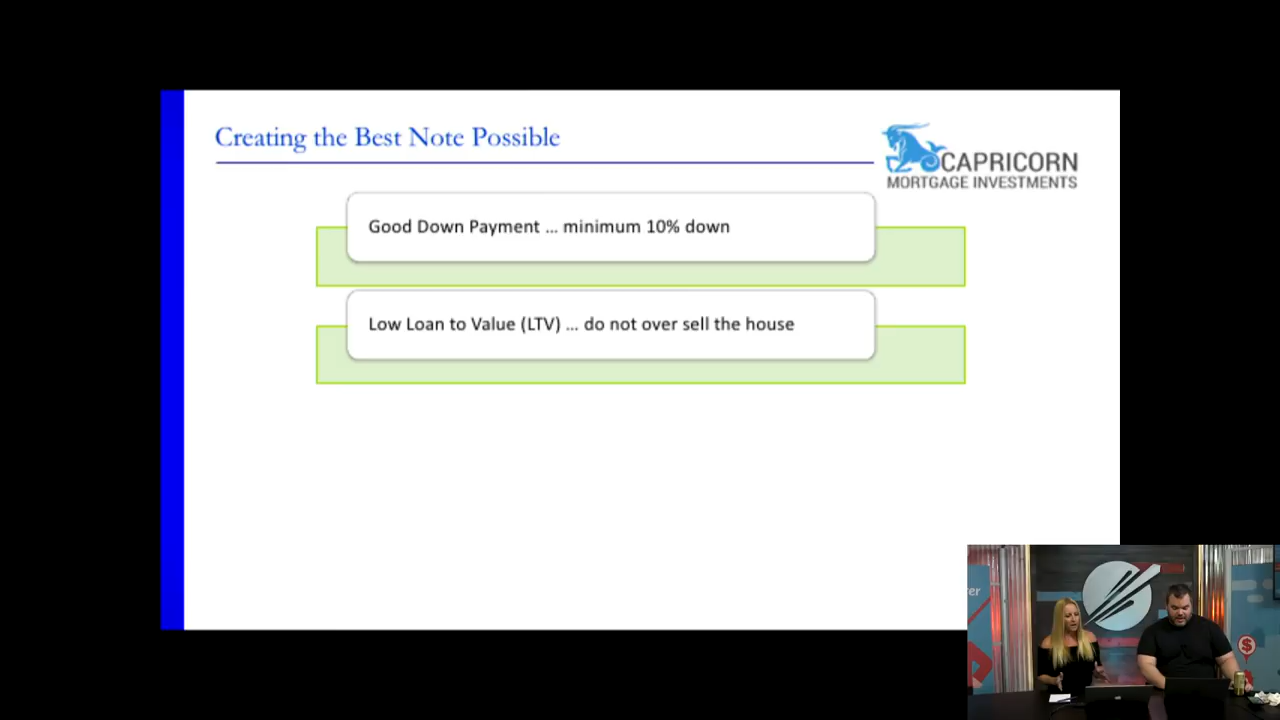 Creating the Best Note Possible
CAPRICORN
MORTGAGE INVESTMENTS
Good Down Payment ... minimum 10% down
Low Loan to Value (LTV) ... do not over sell the house
$